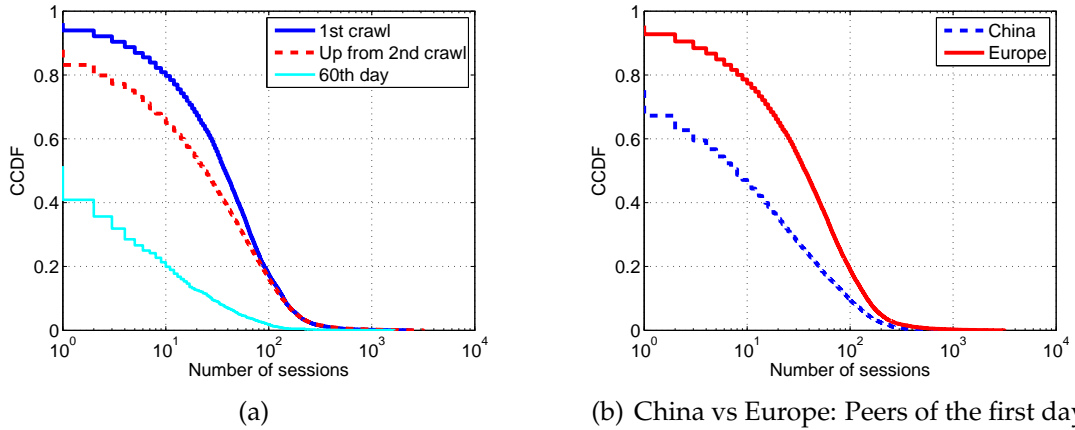 1
0.8
0.6
0.4
0.2
0
CCDF
10^0 10^1 10^2 10^3 10^4
Number of sessions
1st crawl
Up from 2nd crawl
60th day
(a)
1
0.8
0.6
0.4
0.2
0
CCDF
10^0 10^1 10^2 10^3 10^4
Number of sessions
China
Europe
(b) China vs Europe: Peers of the first day